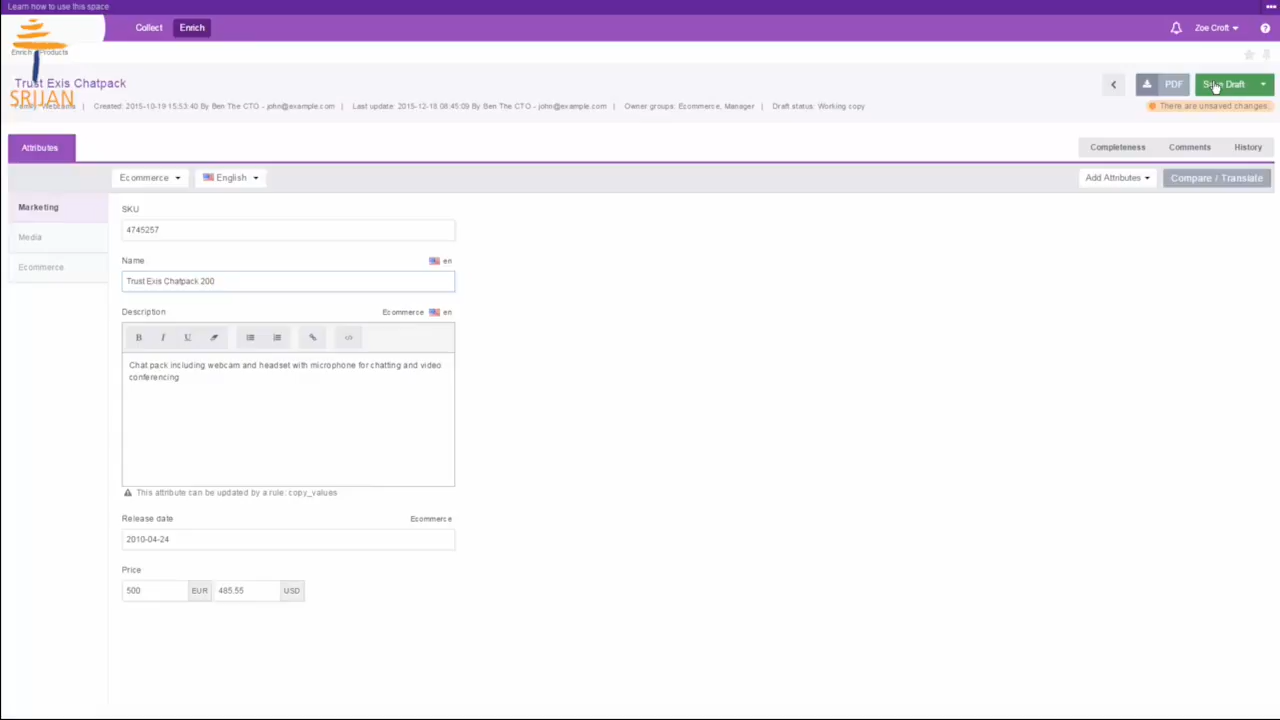 Learn how to use this space
Collect
Enrich
Zoe Croft
Enrich Products
Trust Exis Chatpack
SRIJAN
PDF
Draft
Created: 2015-10-19 15:53:40 By Ben The CTO - john@example.com | Last update: 2015-12-18 08:45:09 By Ben The CTO - john@example.com | Owner groups: Ecommerce, Manager | Draft status: Working copy
There are unsaved changes.
Attributes
Completeness
Comments
History
Ecommerce
English
Add Attributes
Compare / Translate
Marketing
Media
Ecommerce
SKU
4745257
Name
en
Trust Exis Chatpack 200
Description
Ecommerce en
B I U </>
Chat pack including webcam and headset with microphone for chatting and video
conferencing
This attribute can be updated by a rule: copy_values
Release date
Ecommerce
2010-04-24
Price
500 EUR 485.55 USD